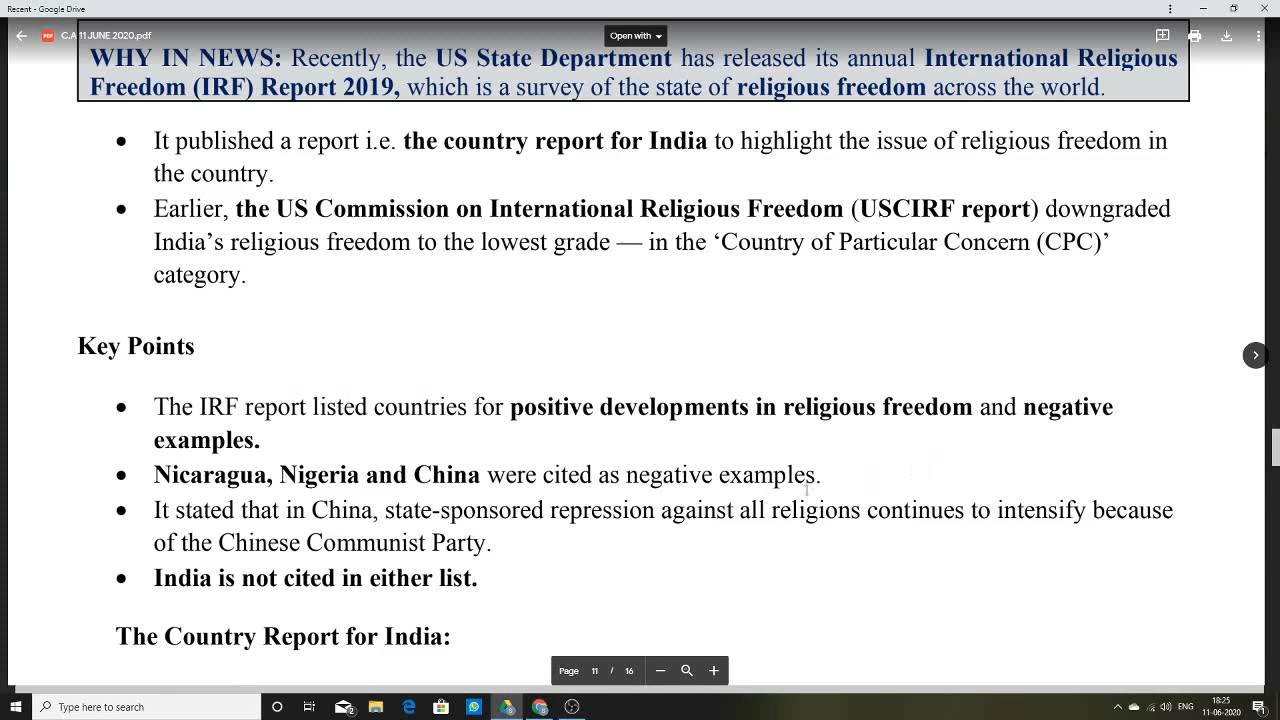 Recent - Google Drive
C.A 11 JUNE 2020.pdf
Open with
WHY IN NEWS: Recently, the US State Department has released its annual International Religious
Freedom (IRF) Report 2019, which is a survey of the state of religious freedom across the world.
• It published a report i.e. the country report for India to highlight the issue of religious freedom in
the country.
• Earlier, the US Commission on International Religious Freedom (USCIRF report) downgraded
India’s religious freedom to the lowest grade — in the ‘Country of Particular Concern (CPC)’
category.
Key Points
• The IRF report listed countries for positive developments in religious freedom and negative
examples.
• Nicaragua, Nigeria and China were cited as negative examples.
• It stated that in China, state-sponsored repression against all religions continues to intensify because
of the Chinese Communist Party.
• India is not cited in either list.
The Country Report for India:
Page 11 / 16
Type here to search
ENG
18:25
11-06-2020